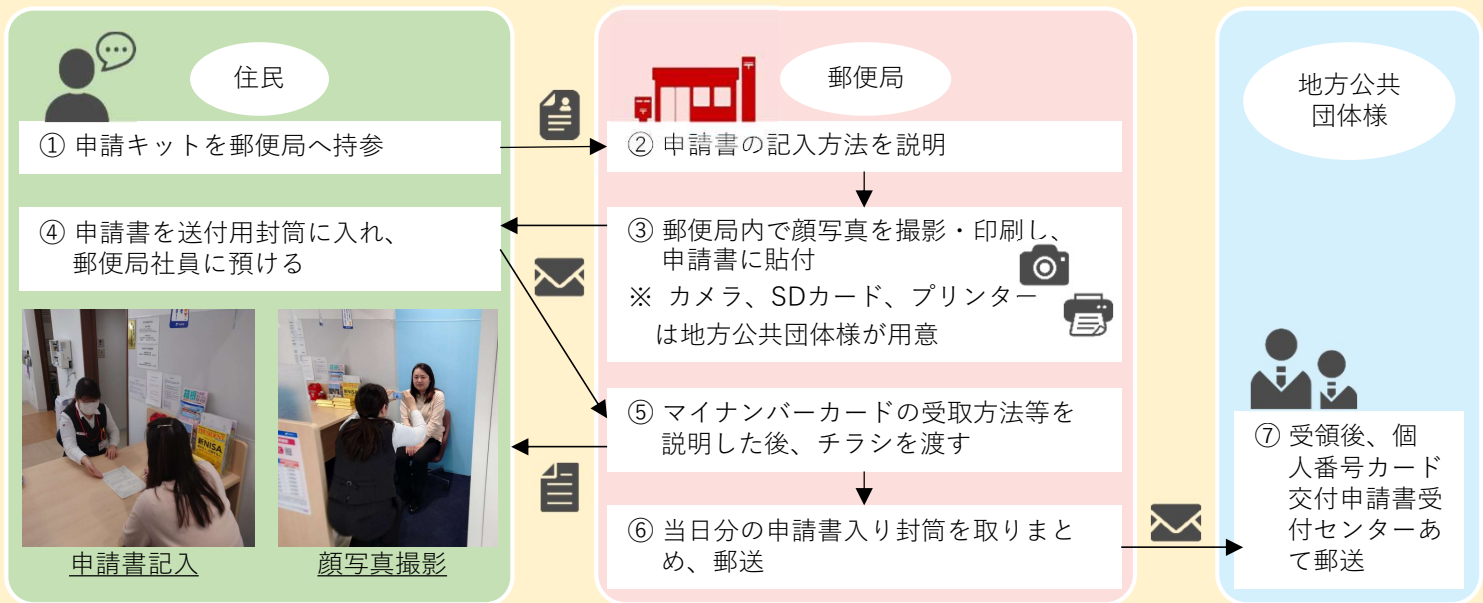 住民
郵便局
地方公共
団体様
① 申請キットを郵便局へ持参
② 申請書の記入方法を説明
③ 郵便局内で顔写真を撮影・印刷し、
申請書に貼付
※ カメラ、SDカード、プリンター
は地方公共団体様が用意
④ 申請書を送付用封筒に入れ、
郵便局社員に預ける
⑤ マイナンバーカードの受取方法等を
説明した後、チラシを渡す
⑥ 当日分の申請書入り封筒を取りまと
め、郵送
⑦ 受領後、個
人番号カード
交付申請書受
付センターあ
て郵送
新NISA
申請書記入
顔写真撮影